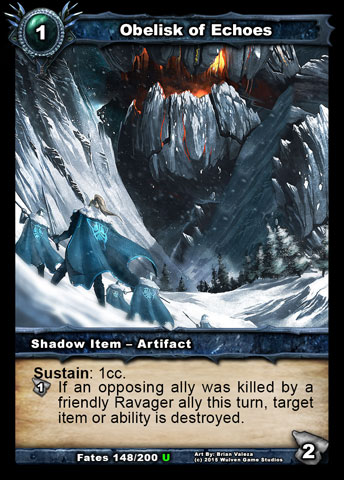 1 Obelisk of Echoes
Shadow Item – Artifact
Sustain: 1cc.
1 If an opposing ally was killed by a
friendly Ravager ally this turn, target
item or ability is destroyed.
2
Fates 148/200 U
Art By: Brian Valeza
(c) 2015 Wulven Game Studios